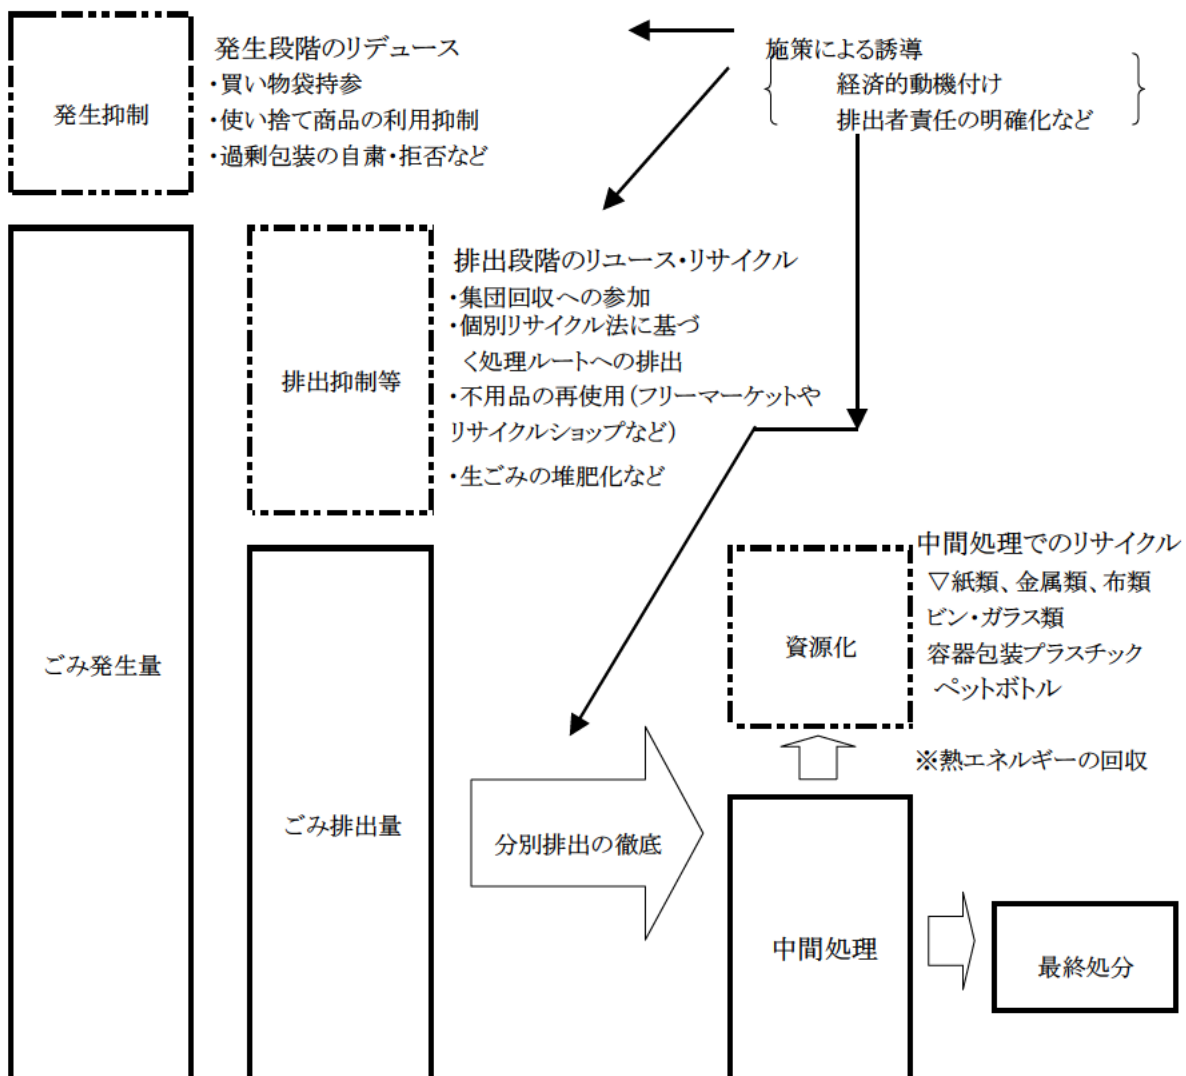 発生抑制
発生段階のリデュース
・買い物袋持参
・使い捨て商品の利用抑制
・過剰包装の自粛・拒否など
施策による誘導
経済的動機付け
排出者責任の明確化など
ごみ発生量
排出抑制等
排出段階のリユース・リサイクル
・集団回収への参加
・個別リサイクル法に基づ
く処理ルートへの排出
・不用品の再使用(フリーマーケットや
リサイクルショップなど)
・生ごみの堆肥化など
ごみ排出量
分別排出の徹底
資源化
中間処理でのリサイクル
▽紙類、金属類、布類
ビン・ガラス類
容器包装プラスチック
ペットボトル
※熱エネルギーの回収
中間処理
最終処分